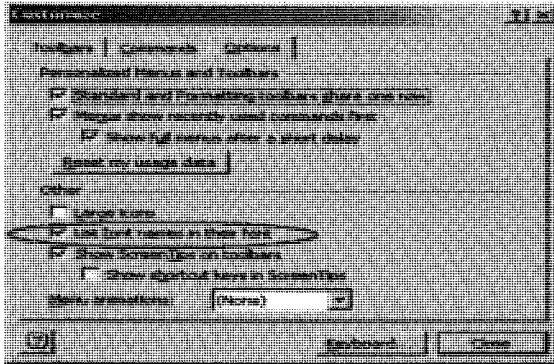 Customize
Toolbars Commands Options
Personalized Menus and Toolbars
Standard and Formatting toolbars share one row
Menus show recently used commands first
Show full menus after a short delay
Reset my usage data
Other
Large icons
List font names in their font
Show ScreenTips on toolbars
Show shortcut keys in ScreenTips
Menu animations: (None)
Keyboard... Close